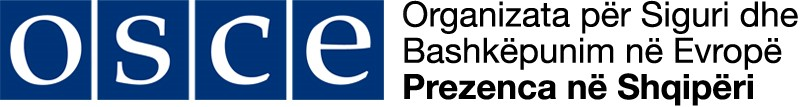 osce
Organizata për Siguri dhe
Bashkëpunim në Evropë
Prezenca në Shqipëri